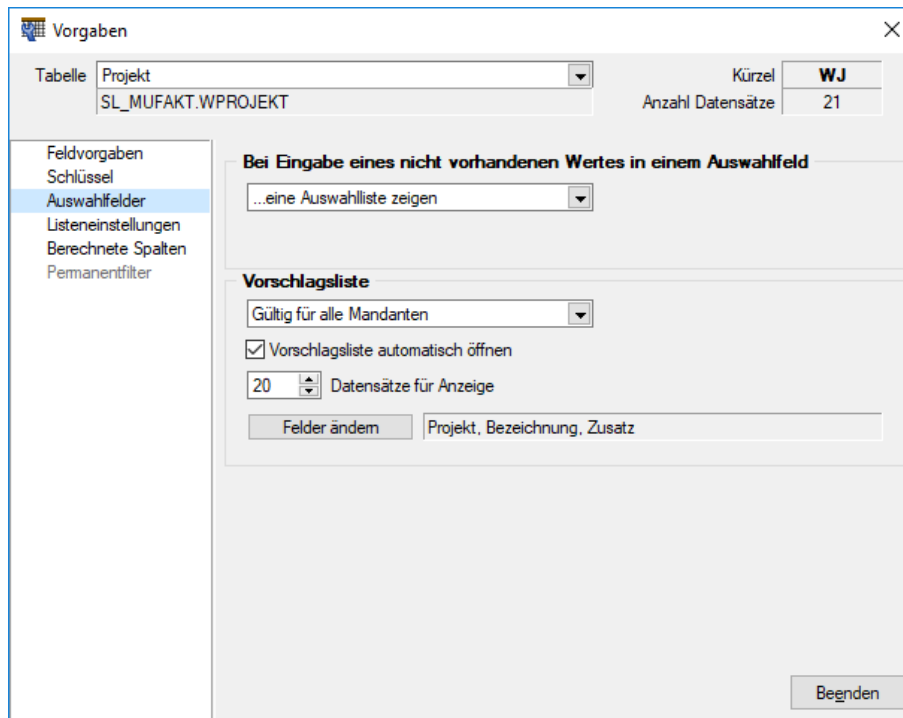 Vorgaben
Tabelle Projekt Kürzel WJ
SL_MUFAKT.WPROJEKT Anzahl Datensätze 21
Feldvorgaben
Schlüssel
Auswahlfelder
Listeneinstellungen
Berechnete Spalten
Permanentfilter
Bei Eingabe eines nicht vorhandenen Wertes in einem Auswahlfeld
...eine Auswahlliste zeigen
Vorschlagsliste
Gültig für alle Mandanten
Vorschlagsliste automatisch öffnen
20 Datensätze für Anzeige
Felder ändern Projekt, Bezeichnung, Zusatz
Beenden